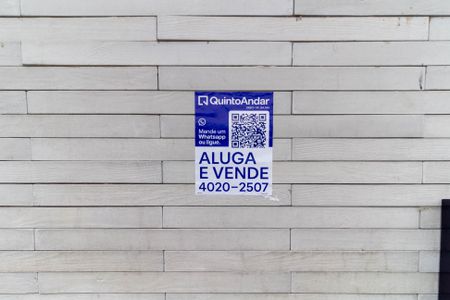 QuintoAndar
Mande um
Whatsapp
ou ligue.
ALUGA
E VENDE
4020-2507